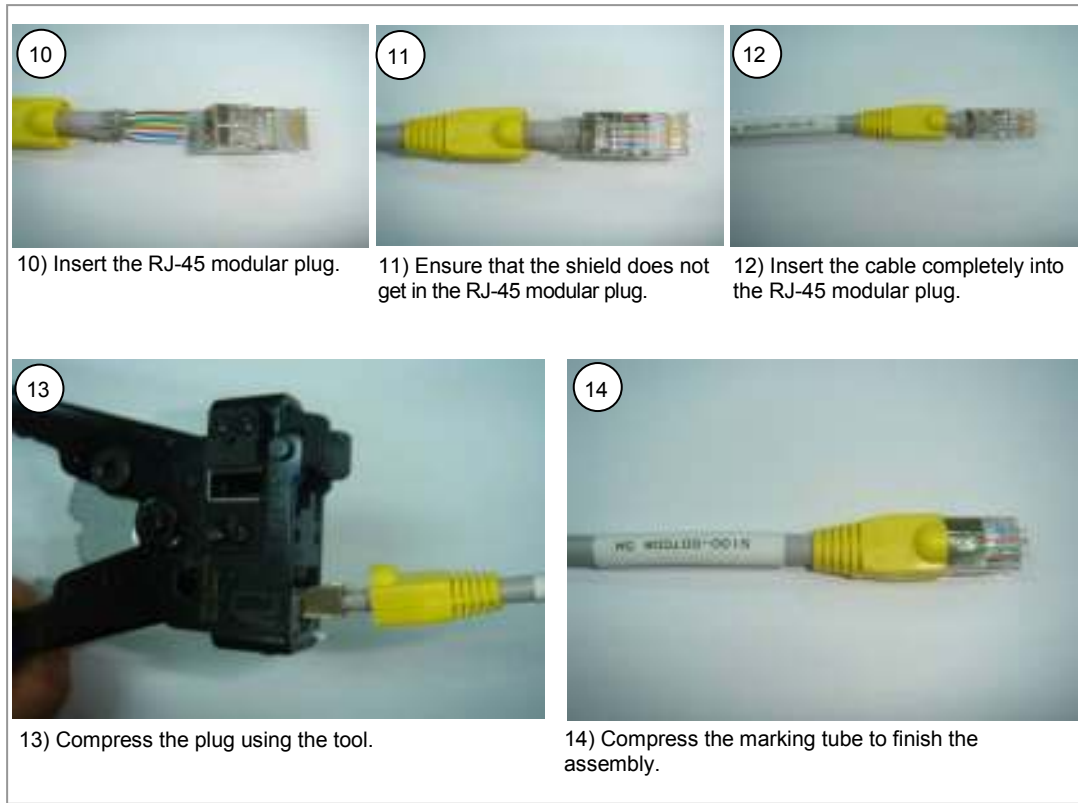 10
11
12
10) Insert the RJ-45 modular plug.
11) Ensure that the shield does not
get in the RJ-45 modular plug.
12) Insert the cable completely into
the RJ-45 modular plug.
13
14
13) Compress the plug using the tool.
14) Compress the marking tube to finish the
assembly.